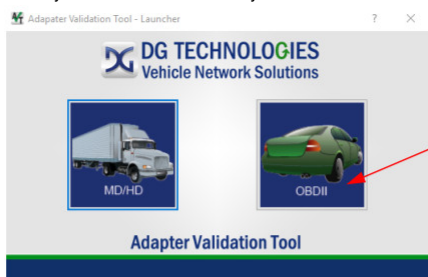 Adapater Validation Tool - Launcher ? ×
DG TECHNOLOGIES
Vehicle Network Solutions
MD/HD
OBDII
Adapter Validation Tool